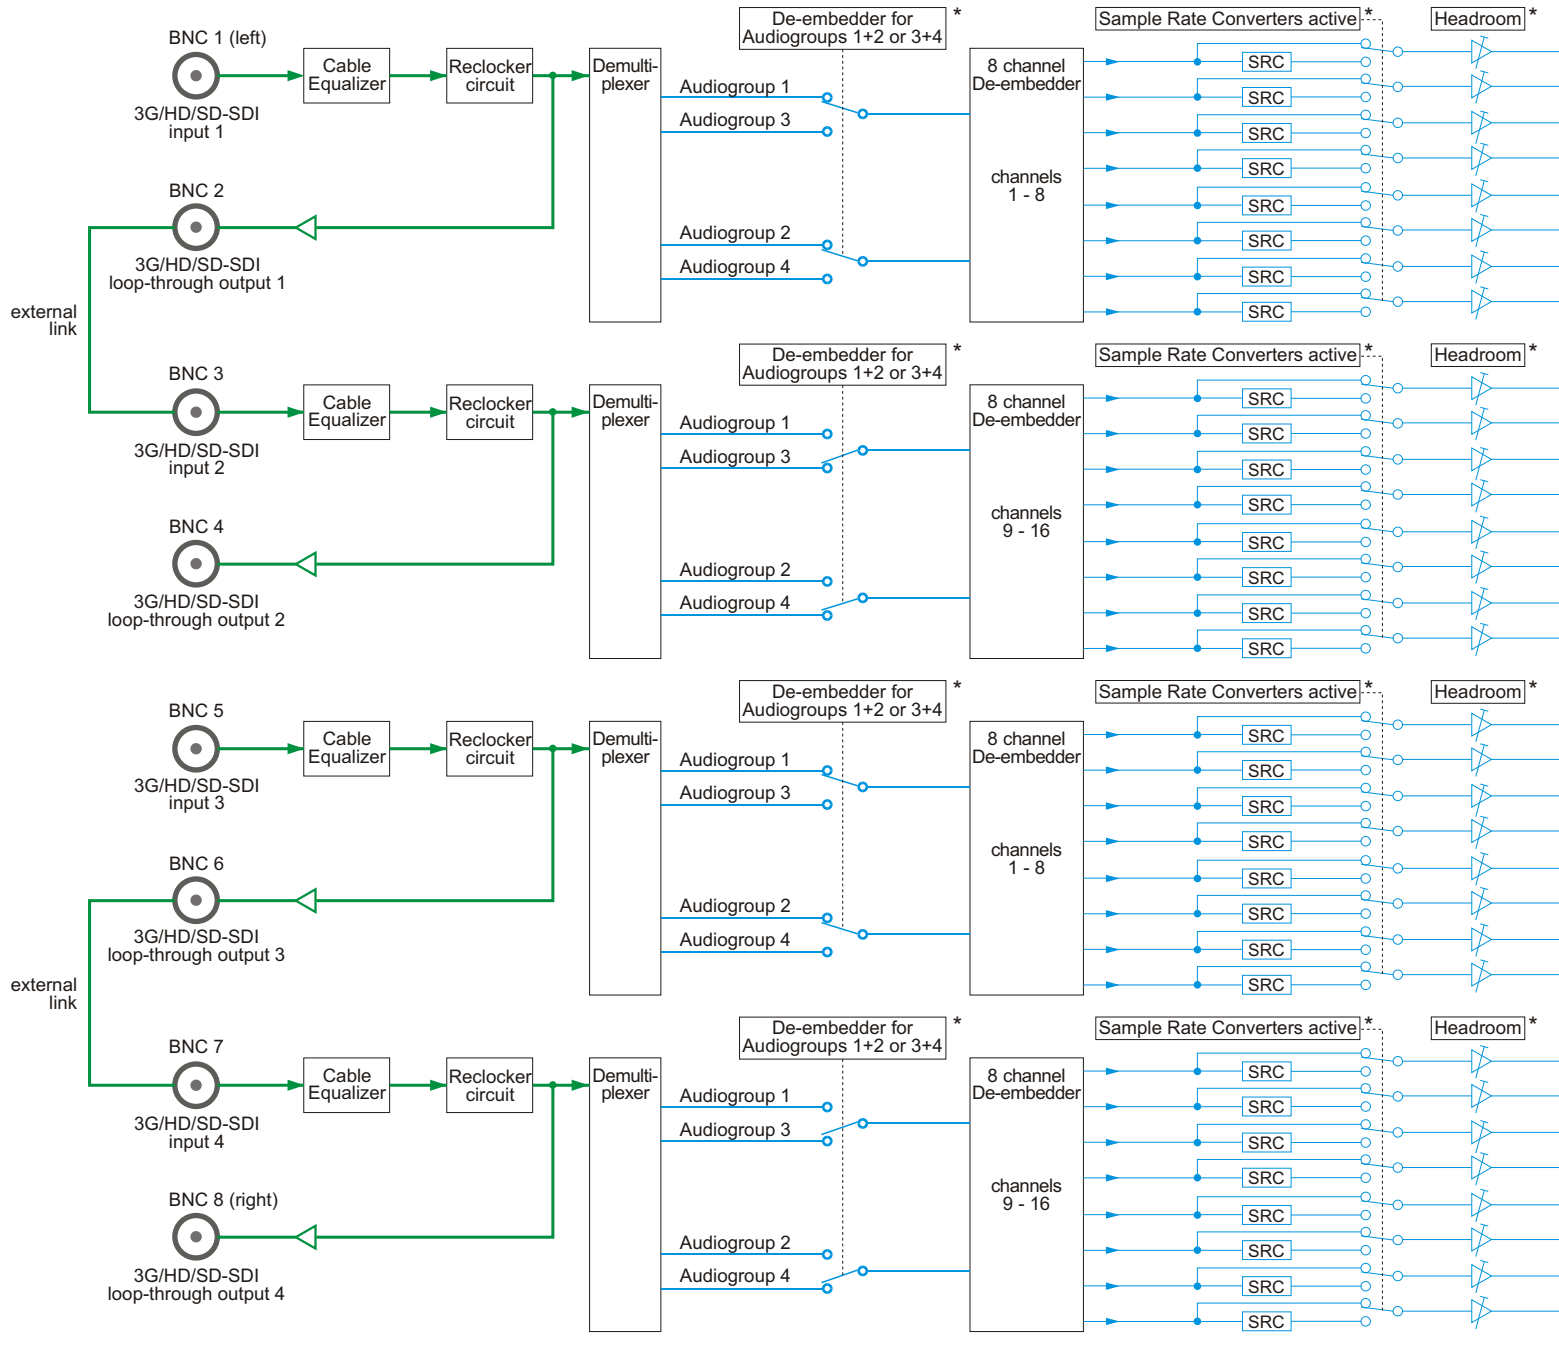 BNC 1 (left)
3G/HD/SD-SDI
input 1
Cable
Equalizer
Reclocker
circuit
Demulti-
plexer
De-embedder for
Audiogroups 1+2 or 3+4
*
Audiogroup 1
Audiogroup 3
Audiogroup 2
Audiogroup 4
8 channel
De-embedder
channels
1 - 8
Sample Rate Converters active
*
Headroom
*
SRC
SRC
SRC
SRC
SRC
SRC
SRC
SRC
BNC 2
3G/HD/SD-SDI
loop-through output 1
external
link
BNC 3
3G/HD/SD-SDI
input 2
Cable
Equalizer
Reclocker
circuit
Demulti-
plexer
De-embedder for
Audiogroups 1+2 or 3+4
*
Audiogroup 1
Audiogroup 3
Audiogroup 2
Audiogroup 4
8 channel
De-embedder
channels
9 - 16
Sample Rate Converters active
*
Headroom
*
SRC
SRC
SRC
SRC
SRC
SRC
SRC
SRC
BNC 4
3G/HD/SD-SDI
loop-through output 2
BNC 5
3G/HD/SD-SDI
input 3
Cable
Equalizer
Reclocker
circuit
Demulti-
plexer
De-embedder for
Audiogroups 1+2 or 3+4
*
Audiogroup 1
Audiogroup 3
Audiogroup 2
Audiogroup 4
8 channel
De-embedder
channels
1 - 8
Sample Rate Converters active
*
Headroom
*
SRC
SRC
SRC
SRC
SRC
SRC
SRC
SRC
BNC 6
3G/HD/SD-SDI
loop-through output 3
external
link
BNC 7
3G/HD/SD-SDI
input 4
Cable
Equalizer
Reclocker
circuit
Demulti-
plexer
De-embedder for
Audiogroups 1+2 or 3+4
*
Audiogroup 1
Audiogroup 3
Audiogroup 2
Audiogroup 4
8 channel
De-embedder
channels
9 - 16
Sample Rate Converters active
*
Headroom
*
SRC
SRC
SRC
SRC
SRC
SRC
SRC
SRC
BNC 8 (right)
3G/HD/SD-SDI
loop-through output 4